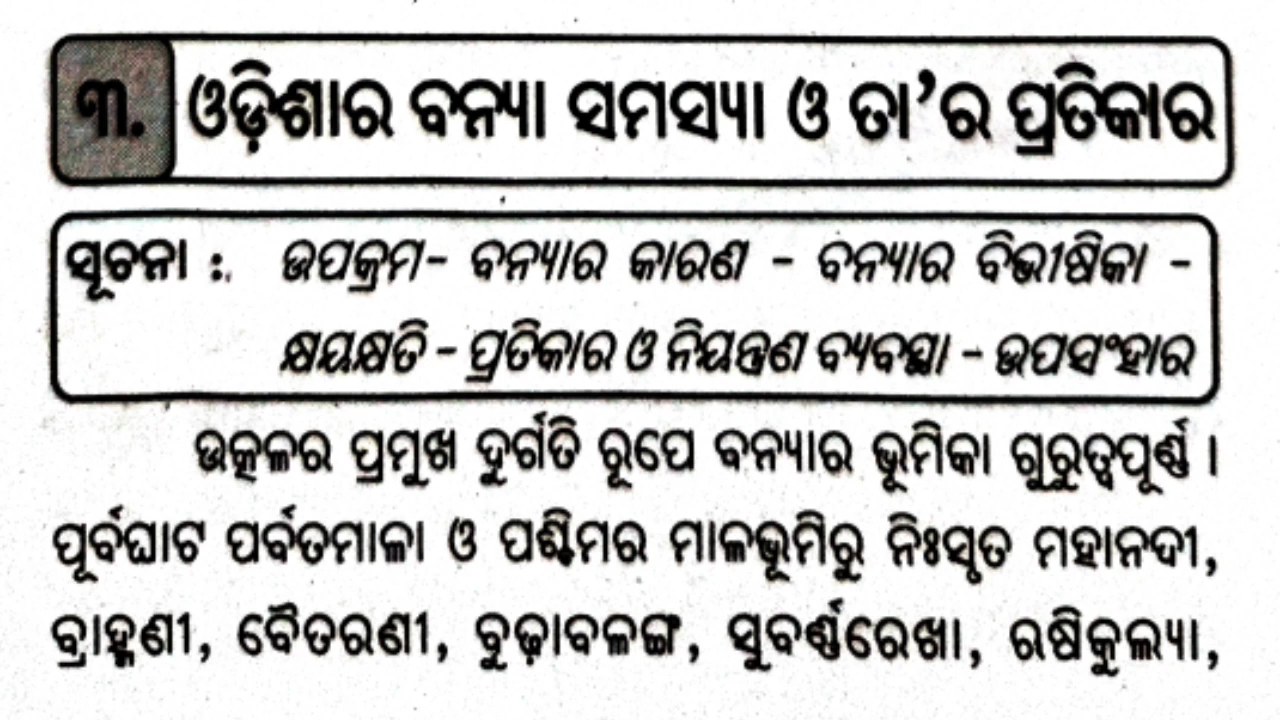 ୩. ଓଡ଼ିଶାର ବନ୍ୟା ସମସ୍ୟା ଓ ତା'ର ପ୍ରତିକାର
ସୂଚନା : ଉପକ୍ରମ- ବନ୍ୟାର କାରଣ - ବନ୍ୟାର ବିଭୀଷିକା -
କ୍ଷୟକ୍ଷତି - ପ୍ରତିକାର ଓ ନିୟନ୍ତ୍ରଣ ବ୍ୟବସ୍ଥା - ଉପସଂହାର
ଉତ୍କଳର ପ୍ରମୁଖ ଦୁର୍ଗତି ରୂପେ ବନ୍ୟାର ଭୂମିକା ଗୁରୁତ୍ୱପୂର୍ଣ୍ଣ ।
ପୂର୍ବଘାଟ ପର୍ବତମାଳା ଓ ପଶ୍ଚିମର ମାଳଭୂମିରୁ ନିଃସୃତ ମହାନଦୀ,
ବ୍ରାହ୍ମଣୀ, ବୈତରଣୀ, ବୁଢ଼ାବଳଙ୍ଗ, ସୁବର୍ଣ୍ଣରେଖା, ଋଷିକୁଲ୍ୟା,